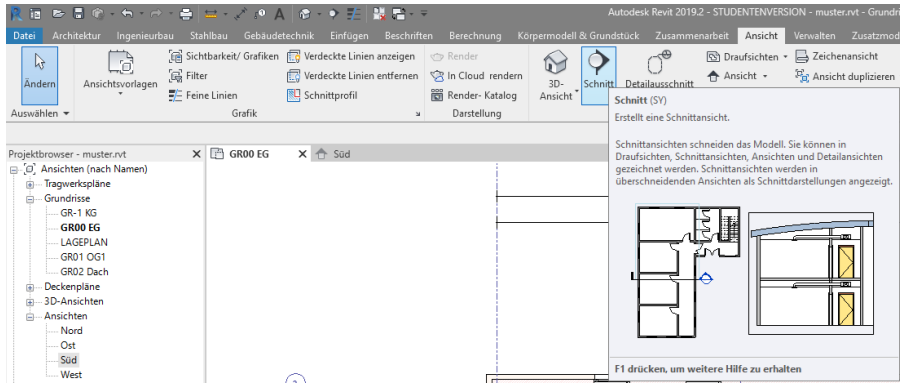 Autodesk Revit 2019.2 - STUDENTENVERSION - muster.rvt - Grundri
Datei Architektur Ingenieurbau Stahlbau Gebäudetechnik Einfügen Beschriften Berechnung Körpermodell & Grundstück Zusammenarbeit Ansicht Verwalten Zusatzmod
Ändern
Auswählen
Ansichtsvorlagen
Sichtbarkeit/ Grafiken
Filter
Feine Linien
Verdeckte Linien anzeigen
Verdeckte Linien entfernen
Schnittprofil
Grafik
Render
In Cloud rendern
Render- Katalog
Darstellung
3D-
Ansicht
Schnitt
Detailausschnitt
Draufsichten
Ansicht
Zeichenansicht
Ansicht duplizieren
Schnitt (SY)
Erstellt eine Schnittansicht.
Schnittansichten schneiden das Modell. Sie können in
Draufsichten, Schnittansichten, Ansichten und Detailansichten
gezeichnet werden. Schnittansichten werden in
überschneidenden Ansichten als Schnittdarstellungen angezeigt.
F1 drücken, um weitere Hilfe zu erhalten
Projektbrowser - muster.rvt
GR00 EG
Süd
Ansichten (nach Namen)
Tragwerkspläne
Grundrisse
GR-1 KG
GR00 EG
LAGEPLAN
GR01 OG1
GR02 Dach
Deckenpläne
3D-Ansichten
Ansichten
Nord
Ost
Süd
West